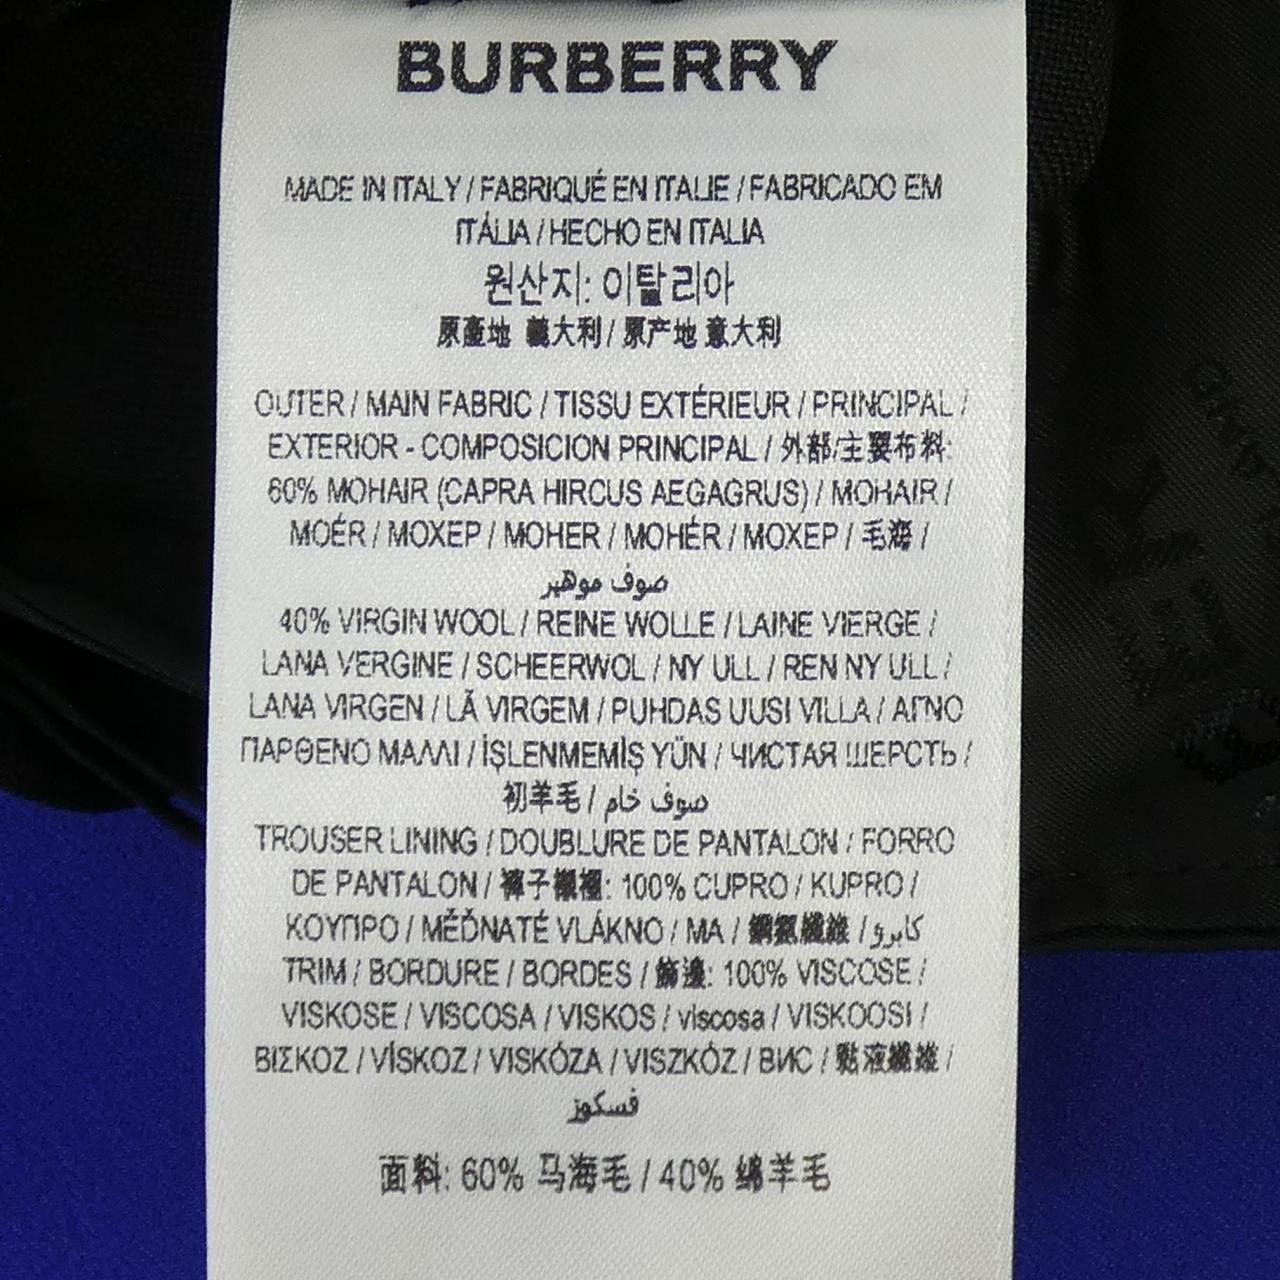 BURBERRY
MADE IN ITALY / FABRIQUÉ EN ITALIE / FABRICADO EM
ITÁLIA / HECHO EN ITALIA
원산지: 이탈리아
原產地 義大利 / 原产地 意大利
OUTER / MAIN FABRIC / TISSU EXTÉRIEUR / PRINCIPAL /
EXTERIOR - COMPOSICION PRINCIPAL / 外部/主要布料:
60% MOHAIR (CAPRA HIRCUS AEGAGRUS) / MOHAIR /
MOÉR / MOXEP / MOHER / MOHÉR / MOXEP / 毛海 /
صوف موهير
40% VIRGIN WOOL / REINE WOLLE / LAINE VIERGE /
LANA VERGINE / SCHEERWOL / NY ULL / REN NY ULL /
LANA VIRGEN / LÃ VIRGEM / PUHDAS UUSI VILLA / ΑΓΝΟ
ΠΑΡΘΕΝΟ ΜΑΛΛΙ / İŞLENMEMİŞ YÜN / ЧИСТАЯ ШЕРСТЬ /
初羊毛 / صوف خام
TROUSER LINING / DOUBLURE DE PANTALON / FORRO
DE PANTALON / 褲子襯裡: 100% CUPRO / KUPRO /
ΚΟΥΠΡΟ / MĚĎNATÉ VLÁKNO / MA / 銅氨纖維 / كابرو
TRIM / BORDURE / BORDES / 飾邊: 100% VISCOSE /
VISKOSE / VISCOSA / VISKOS / viscosa / VISKOOSI /
ΒΙΣΚΟΖ / VİSKOZ / VISKÓZA / VISZKÓZ / ВИС / 黏液纖維 /
فسكوز
面料: 60% 马海毛 / 40% 绵羊毛